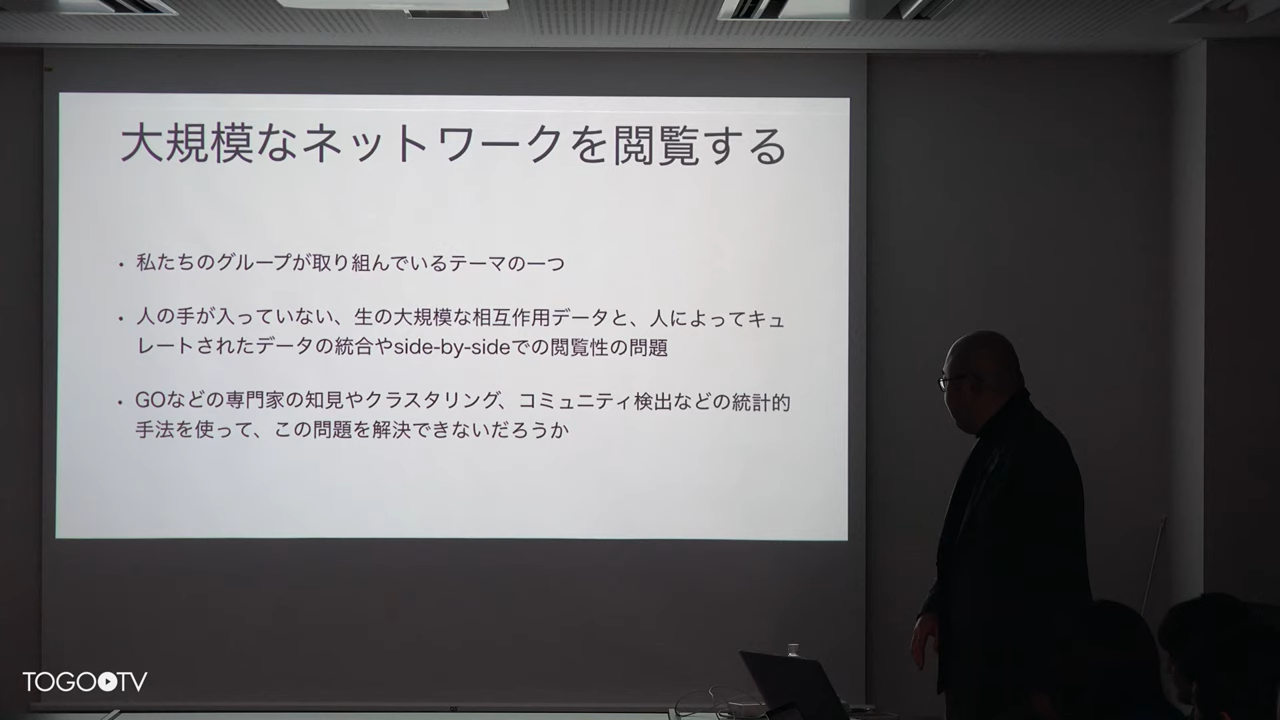 大規模なネットワークを閲覧する
・私たちのグループが取り組んでいるテーマの一つ
・人の手が入っていない、生の大規模な相互作用データと、人によってキュ
レートされたデータの統合やside-by-sideでの閲覧性の問題
・GOなどの専門家の知見やクラスタリング、コミュニティ検出などの統計的
手法を使って、この問題を解決できないだろうか
TOGOTV